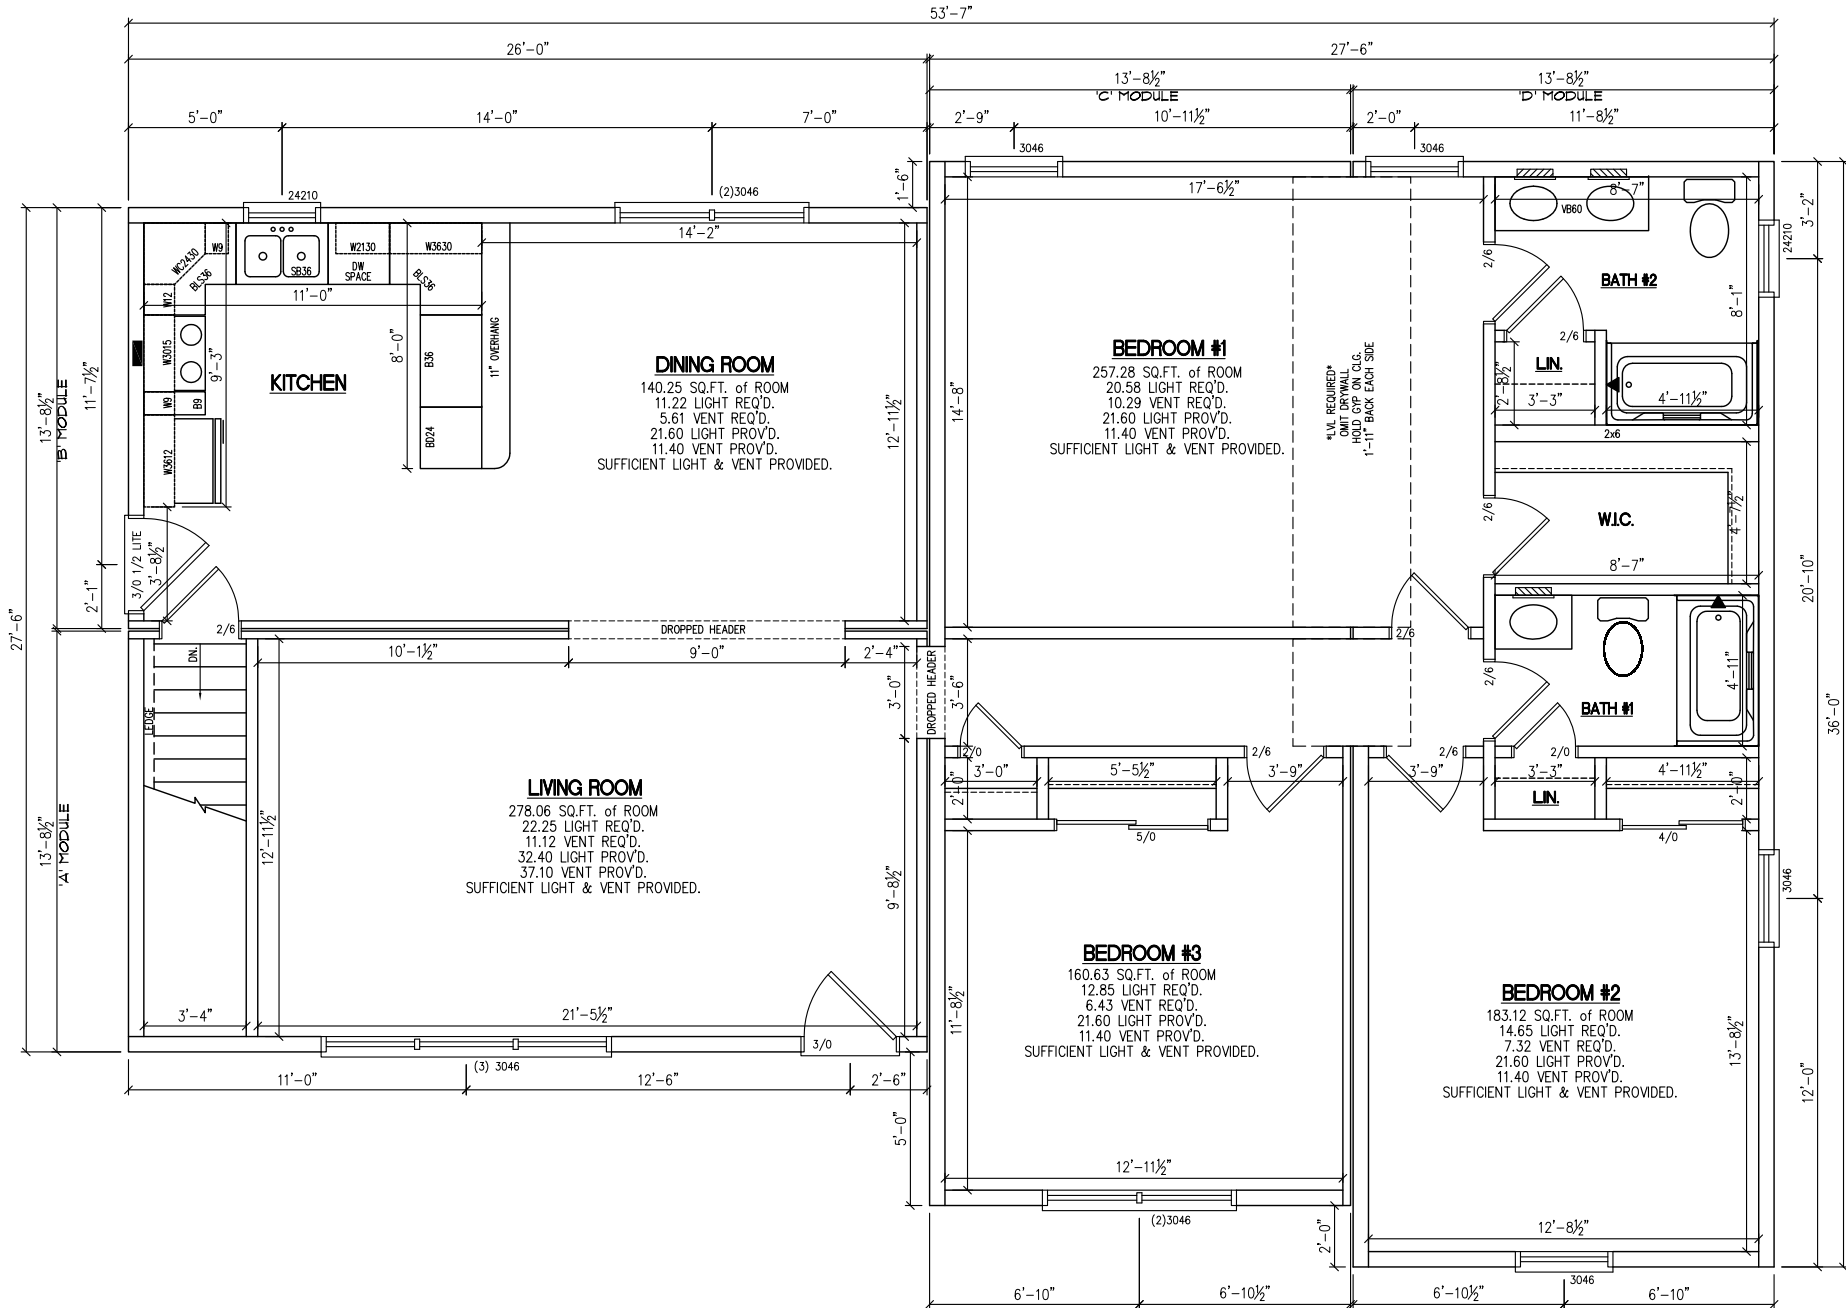 53'-7"
26'-0"
27'-6"
13'-8½"
13'-8½"
'C' MODULE
'D' MODULE
5'-0"
14'-0"
7'-0"
2'-9"
10'-11½"
2'-0"
11'-8½"
3046
3046
24210
(2)3046
1'-6"
17'-6½"
8'-7"
VB60
3'-2"
24210
14'-2"
W9
W2130
W3630
WC2430
BLS36
SB36
DW
SPACE
BLS36
11'-0"
W12
W3015
9'-3"
8'-0"
B36
11" OVERHANG
W9
B9
BD24
W3612
KITCHEN
DINING ROOM
140.25 SQ.FT. of ROOM
11.22 LIGHT REQ'D.
5.61 VENT REQ'D.
21.60 LIGHT PROV'D.
11.40 VENT PROV'D.
SUFFICIENT LIGHT & VENT PROVIDED.
12'-11½"
BEDROOM #1
257.28 SQ.FT. of ROOM
20.58 LIGHT REQ'D.
10.29 VENT REQ'D.
21.60 LIGHT PROV'D.
11.40 VENT PROV'D.
SUFFICIENT LIGHT & VENT PROVIDED.
14'-8"
*LVL REQUIRED*
OMIT DRYWALL
HOLD GYP ON CLG.
1'-11" BACK EACH SIDE
2/6
BATH #2
8'-1"
2/6
LIN.
2'-8½"
3'-3"
4'-11½"
2x6
2/6
W.I.C.
4'-7½"
8'-7"
20'-10"
36'-0"
27'-6"
13'-8½"
'B' MODULE
11'-7½"
2'-1"
3/0 1/2 LITE
3'-8½"
2/6
DROPPED HEADER
10'-1½"
9'-0"
2'-4"
DN.
LEDGE
3'-0"
DROPPED HEADER
3'-6"
2/6
2/6
BATH #1
4'-11"
2/0
2/6
2/6
2/0
3'-0"
5'-5½"
3'-9"
3'-9"
3'-3"
4'-11½"
2'-0"
2'-0"
LIN.
5/0
4/0
13'-8½"
'A' MODULE
12'-11½"
LIVING ROOM
278.06 SQ.FT. of ROOM
22.25 LIGHT REQ'D.
11.12 VENT REQ'D.
32.40 LIGHT PROV'D.
37.10 VENT PROV'D.
SUFFICIENT LIGHT & VENT PROVIDED.
9'-8½"
3046
BEDROOM #3
160.63 SQ.FT. of ROOM
12.85 LIGHT REQ'D.
6.43 VENT REQ'D.
21.60 LIGHT PROV'D.
11.40 VENT PROV'D.
SUFFICIENT LIGHT & VENT PROVIDED.
11'-8½"
BEDROOM #2
183.12 SQ.FT. of ROOM
14.65 LIGHT REQ'D.
7.32 VENT REQ'D.
21.60 LIGHT PROV'D.
11.40 VENT PROV'D.
SUFFICIENT LIGHT & VENT PROVIDED.
13'-8½"
12'-0"
3'-4"
21'-5½"
3/0
(3) 3046
11'-0"
12'-6"
2'-6"
5'-0"
12'-11½"
(2)3046
2'-0"
12'-8½"
3046
6'-10"
6'-10½"
6'-10½"
6'-10"